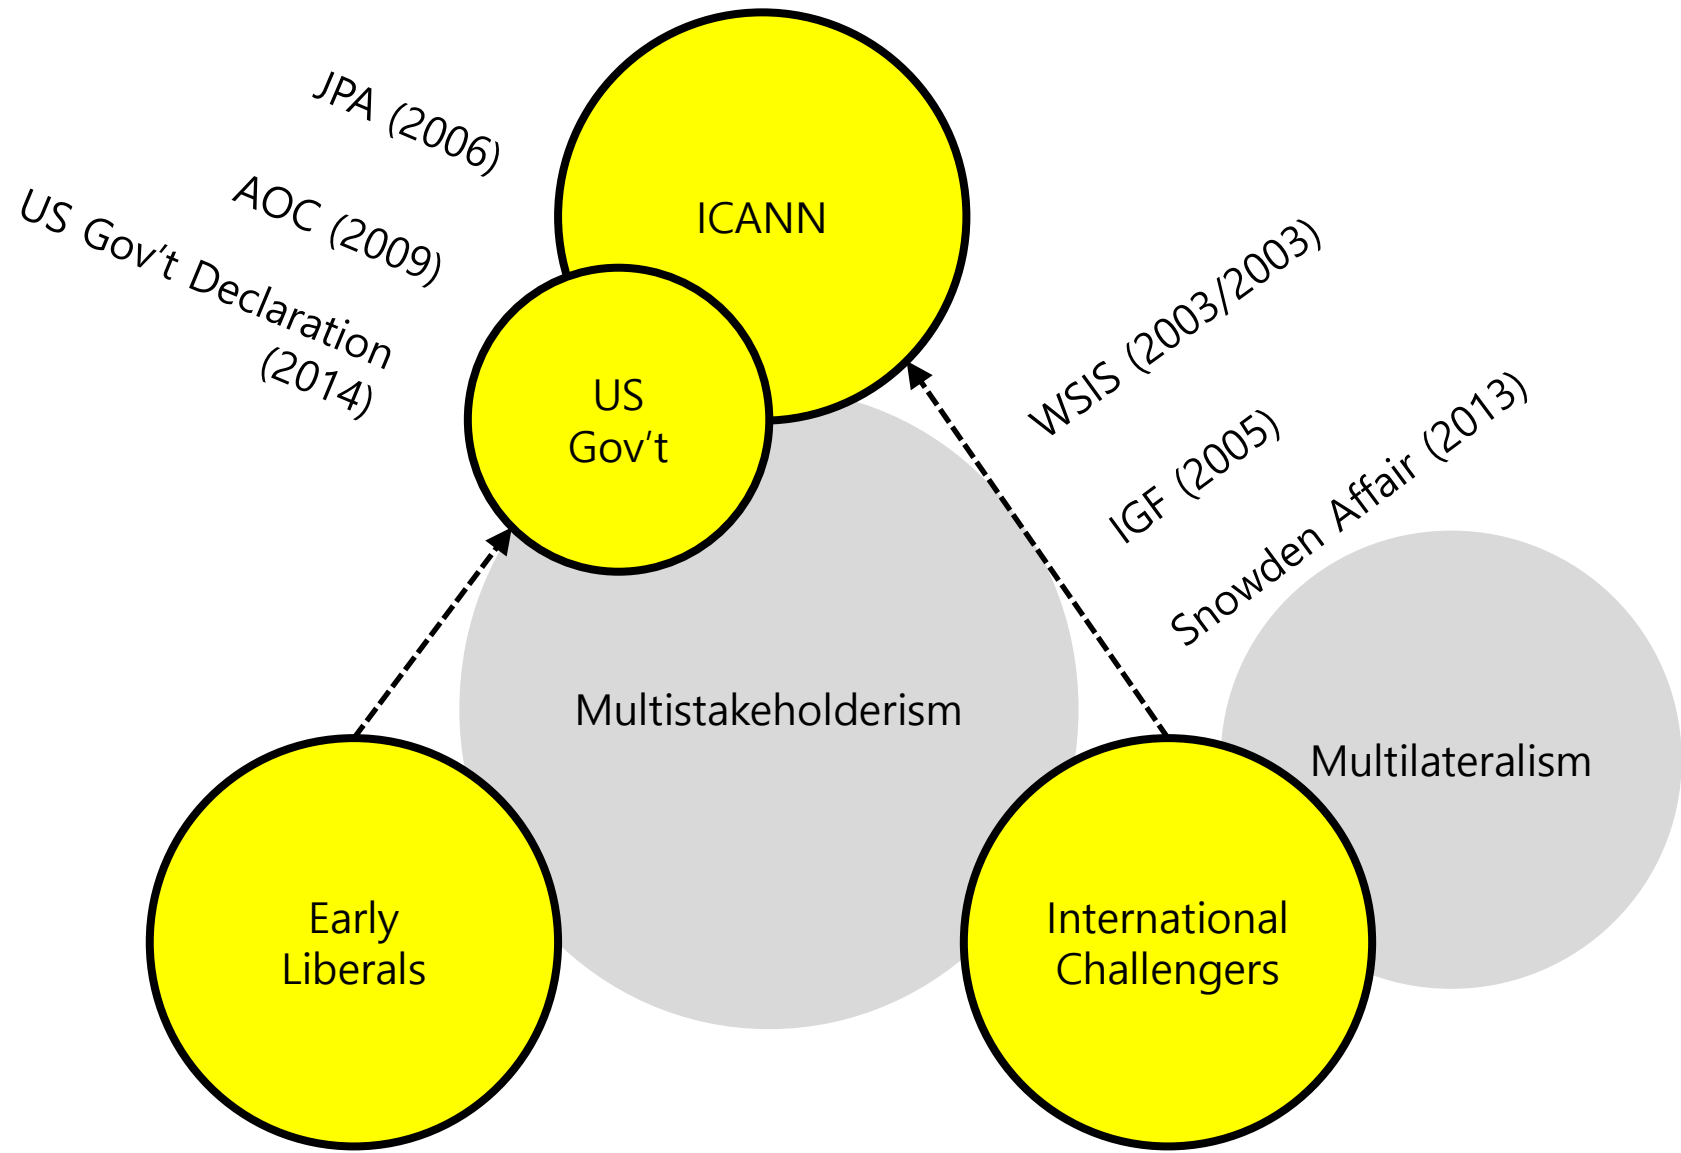 JPA (2006)
AOC (2009)
US Gov't Declaration
(2014)
ICANN
US
Gov't
WSIS (2003/2003)
IGF (2005)
Snowden Affair (2013)
Multistakeholderism
Multilateralism
Early
Liberals
International
Challengers